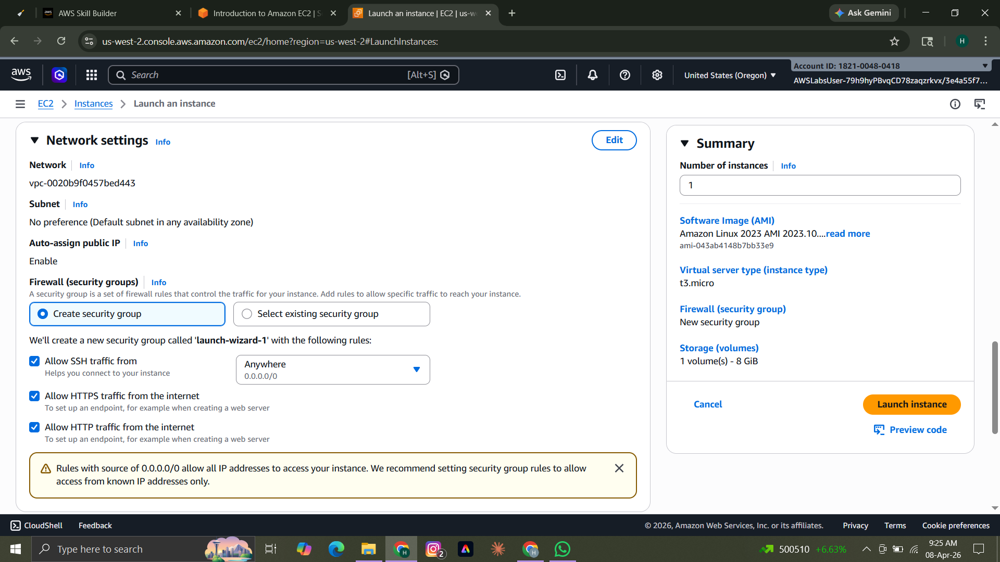 AWS Skill Builder
Introduction to Amazon EC2 | S
Launch an instance | EC2 | us-w
Ask Gemini
us-west-2.console.aws.amazon.com/ec2/home?region=us-west-2#LaunchInstances:
H
aws
Search
[Alt+S]
United States (Oregon)
Account ID: 1821-0048-0418
AWSLabsUser-79h9hyPBvqCD78zaqzrkvx/3e4a55f7...
EC2
Instances
Launch an instance
Network settings
Info
Edit
Network
Info
vpc-0020b9f0457bed443
Subnet
Info
No preference (Default subnet in any availability zone)
Auto-assign public IP
Info
Enable
Firewall (security groups)
Info
A security group is a set of firewall rules that control the traffic for your instance. Add rules to allow specific traffic to reach your instance.
Create security group
Select existing security group
We'll create a new security group called 'launch-wizard-1' with the following rules:
Allow SSH traffic from
Helps you connect to your instance
Anywhere
0.0.0.0/0
Allow HTTPS traffic from the internet
To set up an endpoint, for example when creating a web server
Allow HTTP traffic from the internet
To set up an endpoint, for example when creating a web server
Rules with source of 0.0.0.0/0 allow all IP addresses to access your instance. We recommend setting security group rules to allow
access from known IP addresses only.
Summary
Number of instances
Info
1
Software Image (AMI)
Amazon Linux 2023 AMI 2023.10....read more
ami-043ab4148b7bb33e9
Virtual server type (instance type)
t3.micro
Firewall (security group)
New security group
Storage (volumes)
1 volume(s) - 8 GiB
Cancel
Launch instance
Preview code
CloudShell
Feedback
© 2026, Amazon Web Services, Inc. or its affiliates.
Privacy
Terms
Cookie preferences
Type here to search
H
2
H
500510
+6.63%
9:25 AM
08-Apr-26